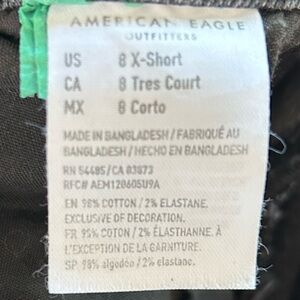 AMERICAN EAGLE
OUTFITTERS
US 8 X-Short
CA 8 Tres Court
MX 8 Corto
MADE IN BANGLADESH / FABRIQUÉ AU
BANGLADESH / HECHO EN BANGLADESH
RN 54485/CA 03873
RFC# AEM120605U9A
EN 98% COTTON / 2% ELASTANE.
EXCLUSIVE OF DECORATION.
FR 95% COTON / 2% ÉLASTHANNE. À
L'EXCEPTION DE LA GARNITURE.
SP 98% algodón / 2% elastano.